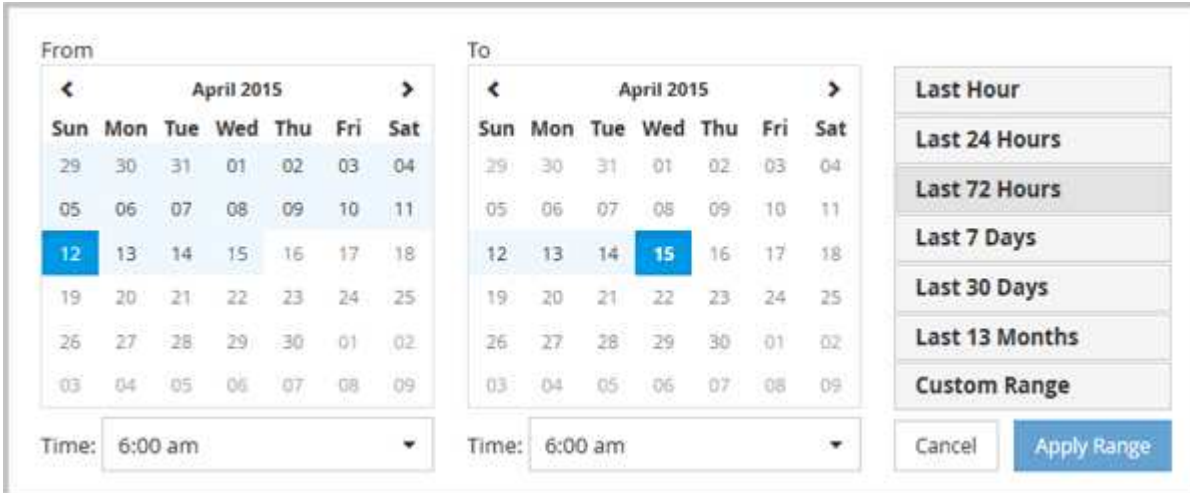 From
April 2015
Sun Mon Tue Wed Thu Fri Sat
29 30 31 01 02 03 04
05 06 07 08 09 10 11
12 13 14 15 16 17 18
19 20 21 22 23 24 25
26 27 28 29 30 01 02
03 04 05 06 07 08 09
Time: 6:00 am
To
April 2015
Sun Mon Tue Wed Thu Fri Sat
29 30 31 01 02 03 04
05 06 07 08 09 10 11
12 13 14 15 16 17 18
19 20 21 22 23 24 25
26 27 28 29 30 01 02
03 04 05 06 07 08 09
Time: 6:00 am
Last Hour
Last 24 Hours
Last 72 Hours
Last 7 Days
Last 30 Days
Last 13 Months
Custom Range
Cancel Apply Range